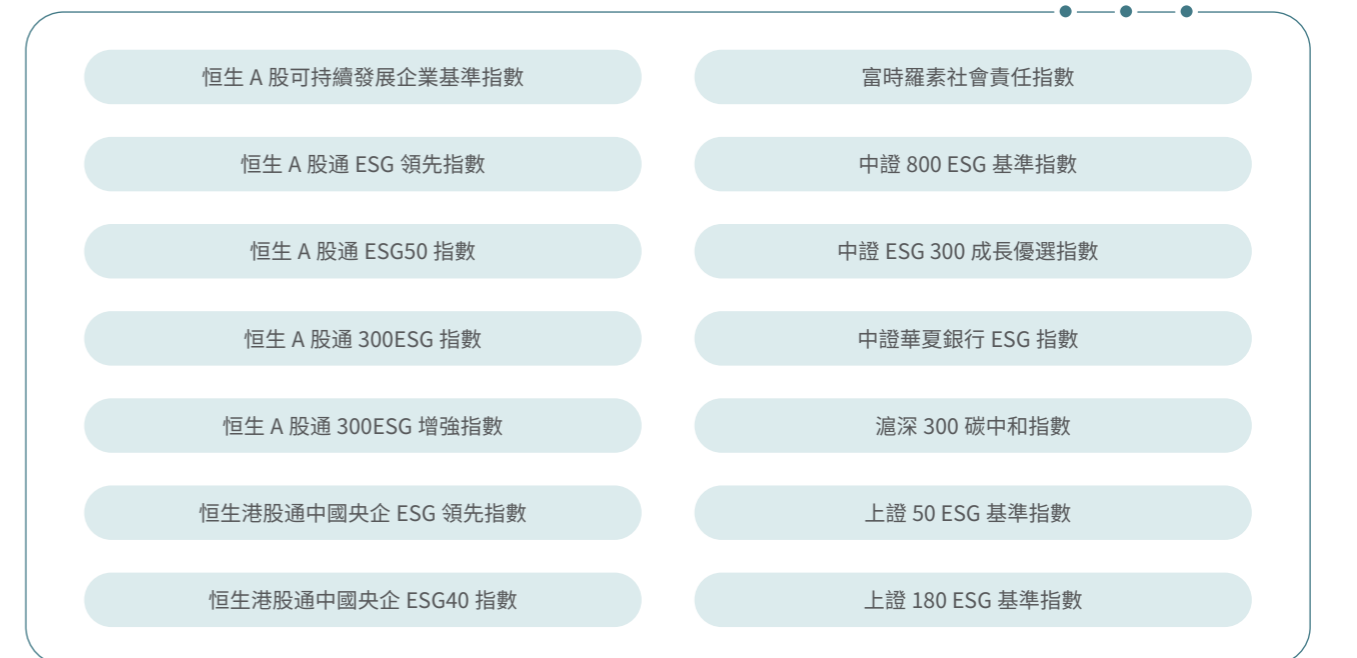 恒生 A 股可持續發展企業基準指數
富時羅素社會責任指數
恒生 A 股通 ESG 領先指數
中證 800 ESG 基準指數
恒生 A 股通 ESG50 指數
中證 ESG 300 成長優選指數
恒生 A 股通 300ESG 指數
中證華夏銀行 ESG 指數
恒生 A 股通 300ESG 增強指數
滬深 300 碳中和指數
恒生港股通中國央企 ESG 領先指數
上證 50 ESG 基準指數
恒生港股通中國央企 ESG40 指數
上證 180 ESG 基準指數